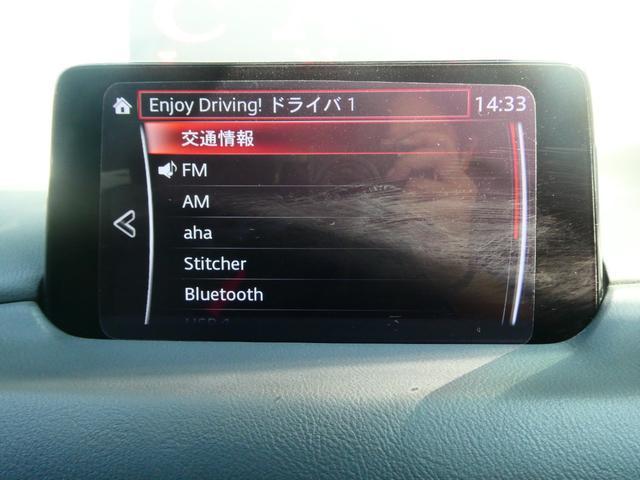 Enjoy Driving! ドライバ 1
14:33
交通情報
FM
AM
aha
Stitcher
Bluetooth